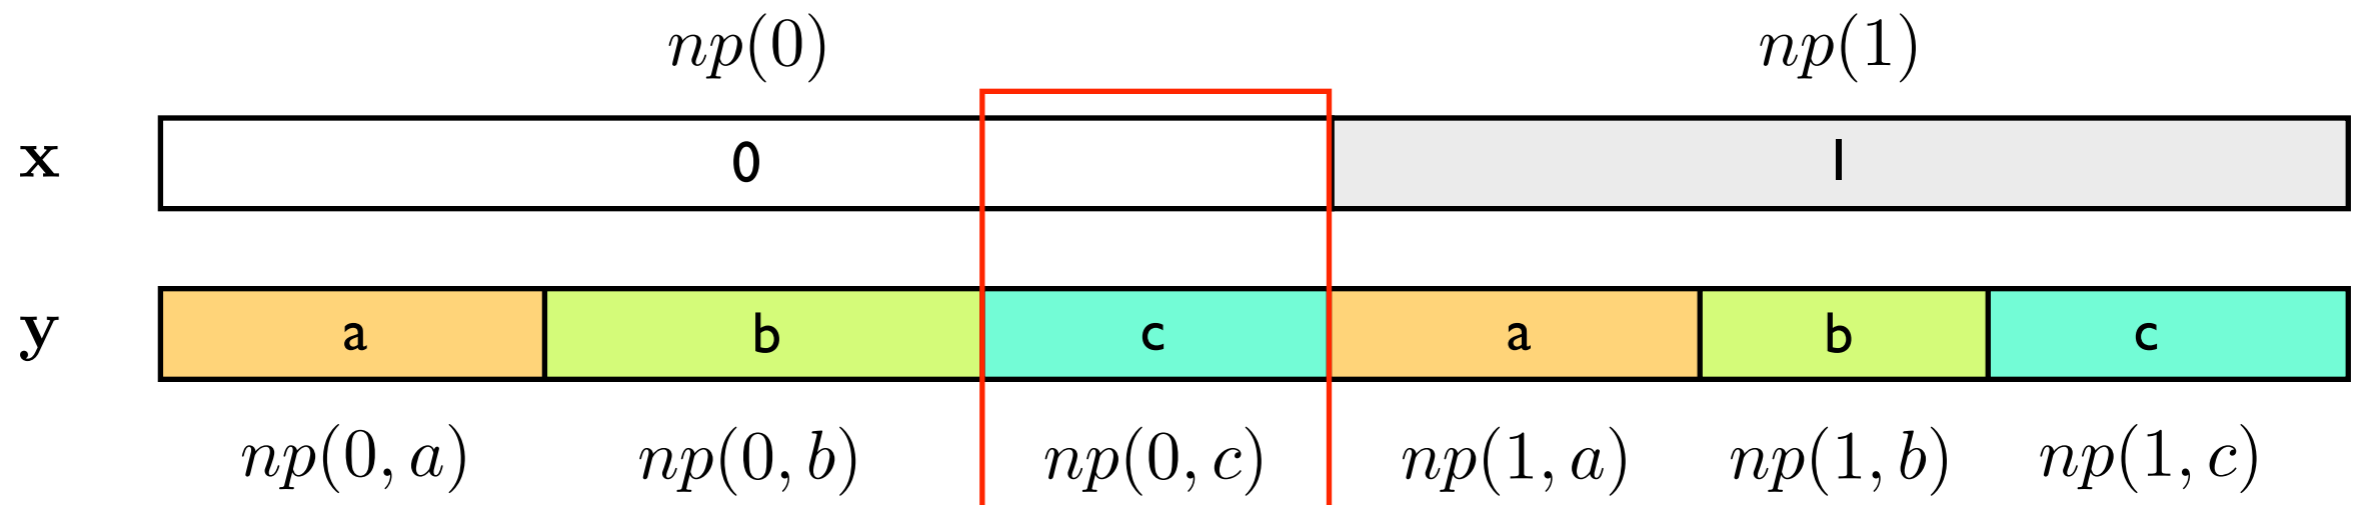 np(0) np(1)
x 0 1
y a b c a b c
np(0, a) np(0, b) np(0, c) np(1, a) np(1, b) np(1, c)